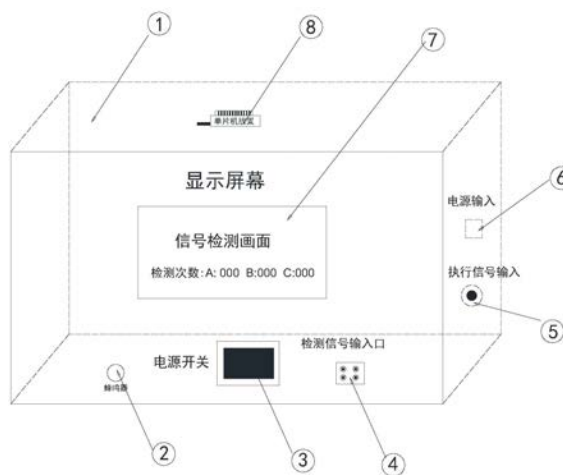 ① ⑧ ⑦
单片机端口
显示屏幕
电源输入 ⑥
信号检测画面
检测次数:A: 000 B:000 C:000
执行信号输入
⑤
检测信号输入口
电源开关
蜂鸣器
② ③ ④